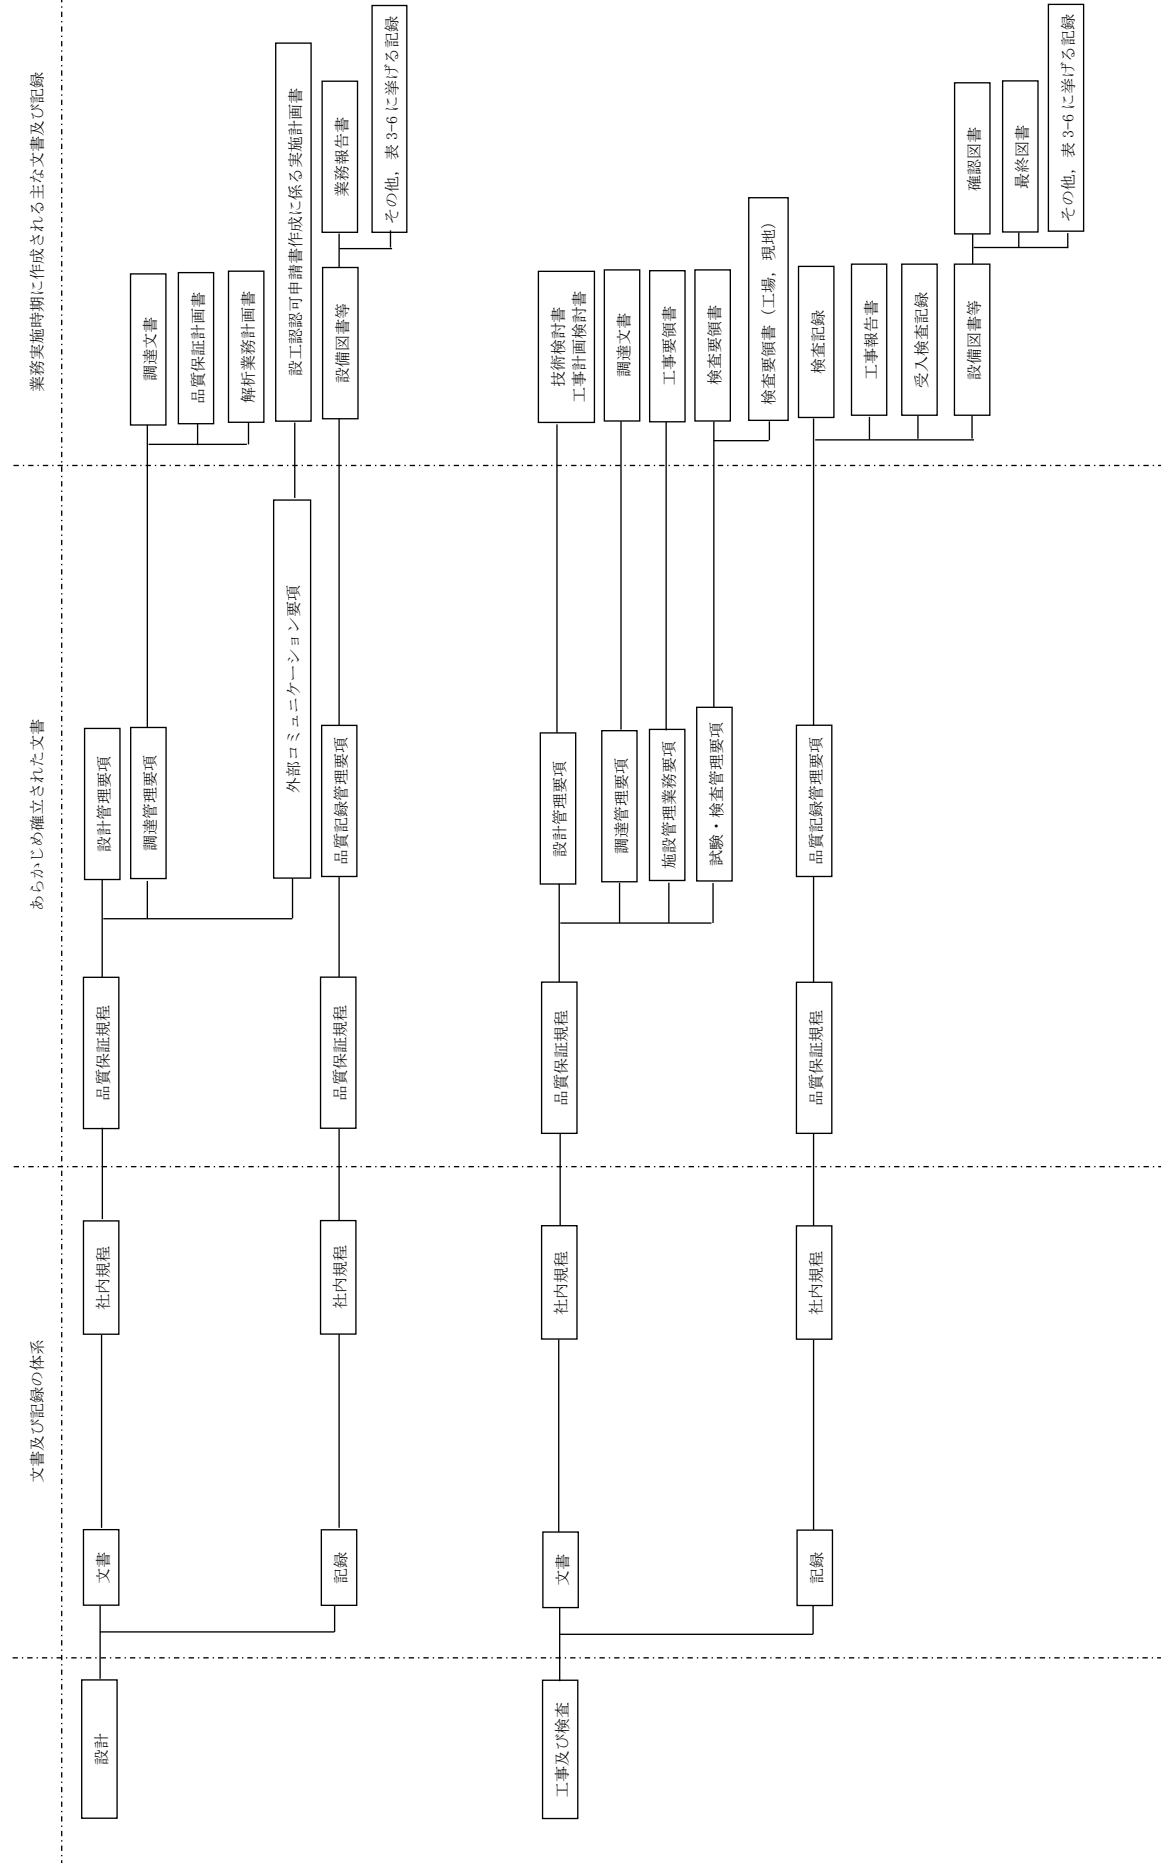 文書及び記録の体系
あらかじめ確立された文書
業務実施時期に作成される主な文書及び記録
設計
文書
社内規程
品質保証規程
設計管理要項
調達管理要項
調達文書
品質保証計画書
解析業務計画書
外部コミュニケーション要項
設工認認可申請書作成に係る実施計画書
記録
社内規程
品質保証規程
品質記録管理要項
設備図書等
業務報告書
その他，表 3-6 に挙げる記録
工事及び検査
文書
社内規程
品質保証規程
設計管理要項
技術検討書
工事計画検討書
調達管理要項
調達文書
施設管理業務要項
工事要領書
試験・検査管理要項
検査要領書
検査要領書（工場，現地）
記録
社内規程
品質保証規程
品質記録管理要項
検査記録
工事報告書
受入検査記録
設備図書等
確認図書
最終図書
その他，表 3-6 に挙げる記録